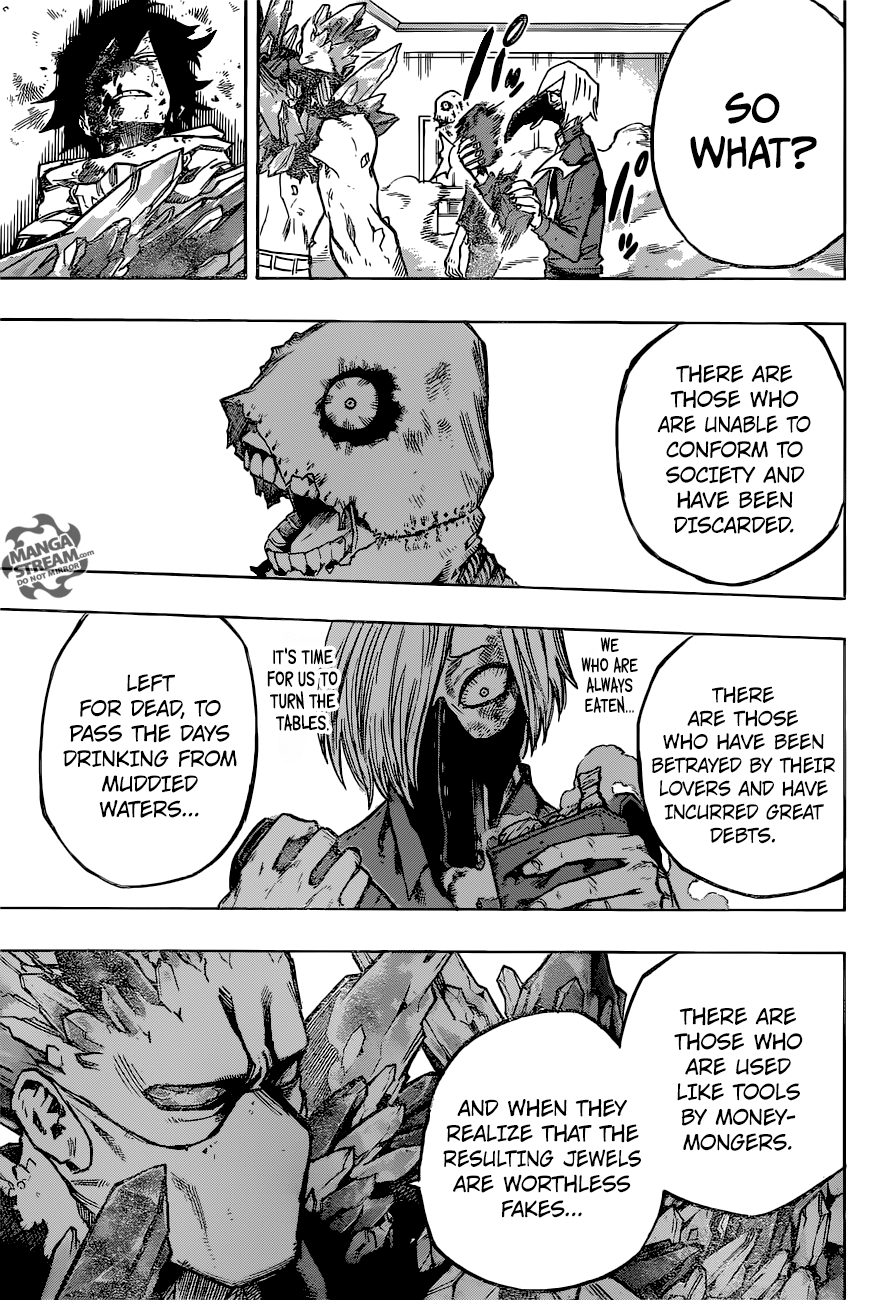 SO
WHAT?
THERE ARE
THOSE WHO
ARE UNABLE TO
CONFORM TO
SOCIETY AND
HAVE BEEN
DISCARDED.
MANGA
STREAM.com
DO NOT MIRROR
THERE
ARE THOSE
WHO HAVE BEEN
BETRAYED BY THEIR
LOVERS AND HAVE
INCURRED GREAT
DEBTS.
WE
WHO ARE
ALWAYS
EATEN...
IT'S TIME
FOR US TO
TURN THE
TABLES.
LEFT
FOR DEAD, TO
PASS THE DAYS
DRINKING FROM
MUDDIED
WATERS...
THERE ARE
THOSE WHO
ARE USED
LIKE TOOLS
BY MONEY-
MONGERS.
AND WHEN THEY
REALIZE THAT THE
RESULTING JEWELS
ARE WORTHLESS
FAKES...